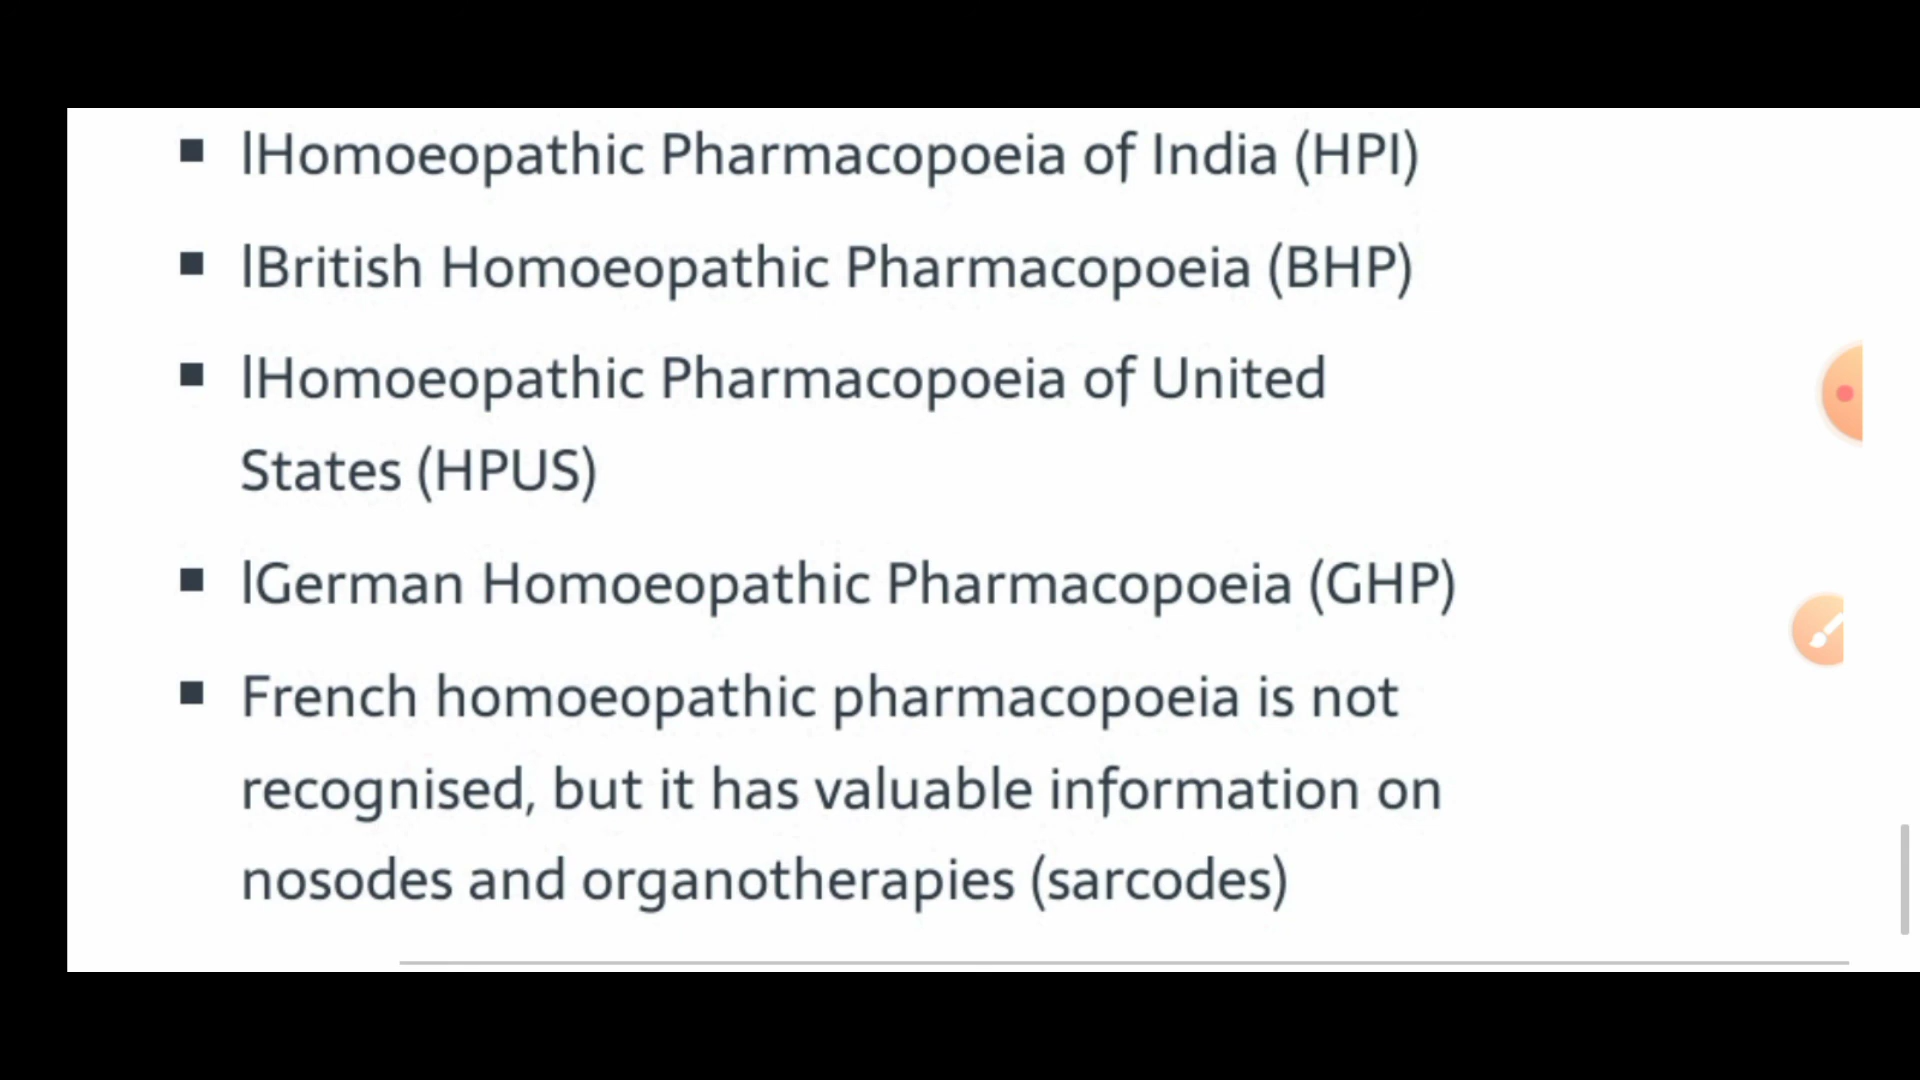 ▪ lHomoeopathic Pharmacopoeia of India (HPI)
▪ lBritish Homoeopathic Pharmacopoeia (BHP)
▪ lHomoeopathic Pharmacopoeia of United
States (HPUS)
▪ lGerman Homoeopathic Pharmacopoeia (GHP)
▪ French homoeopathic pharmacopoeia is not
recognised, but it has valuable information on
nosodes and organotherapies (sarcodes)